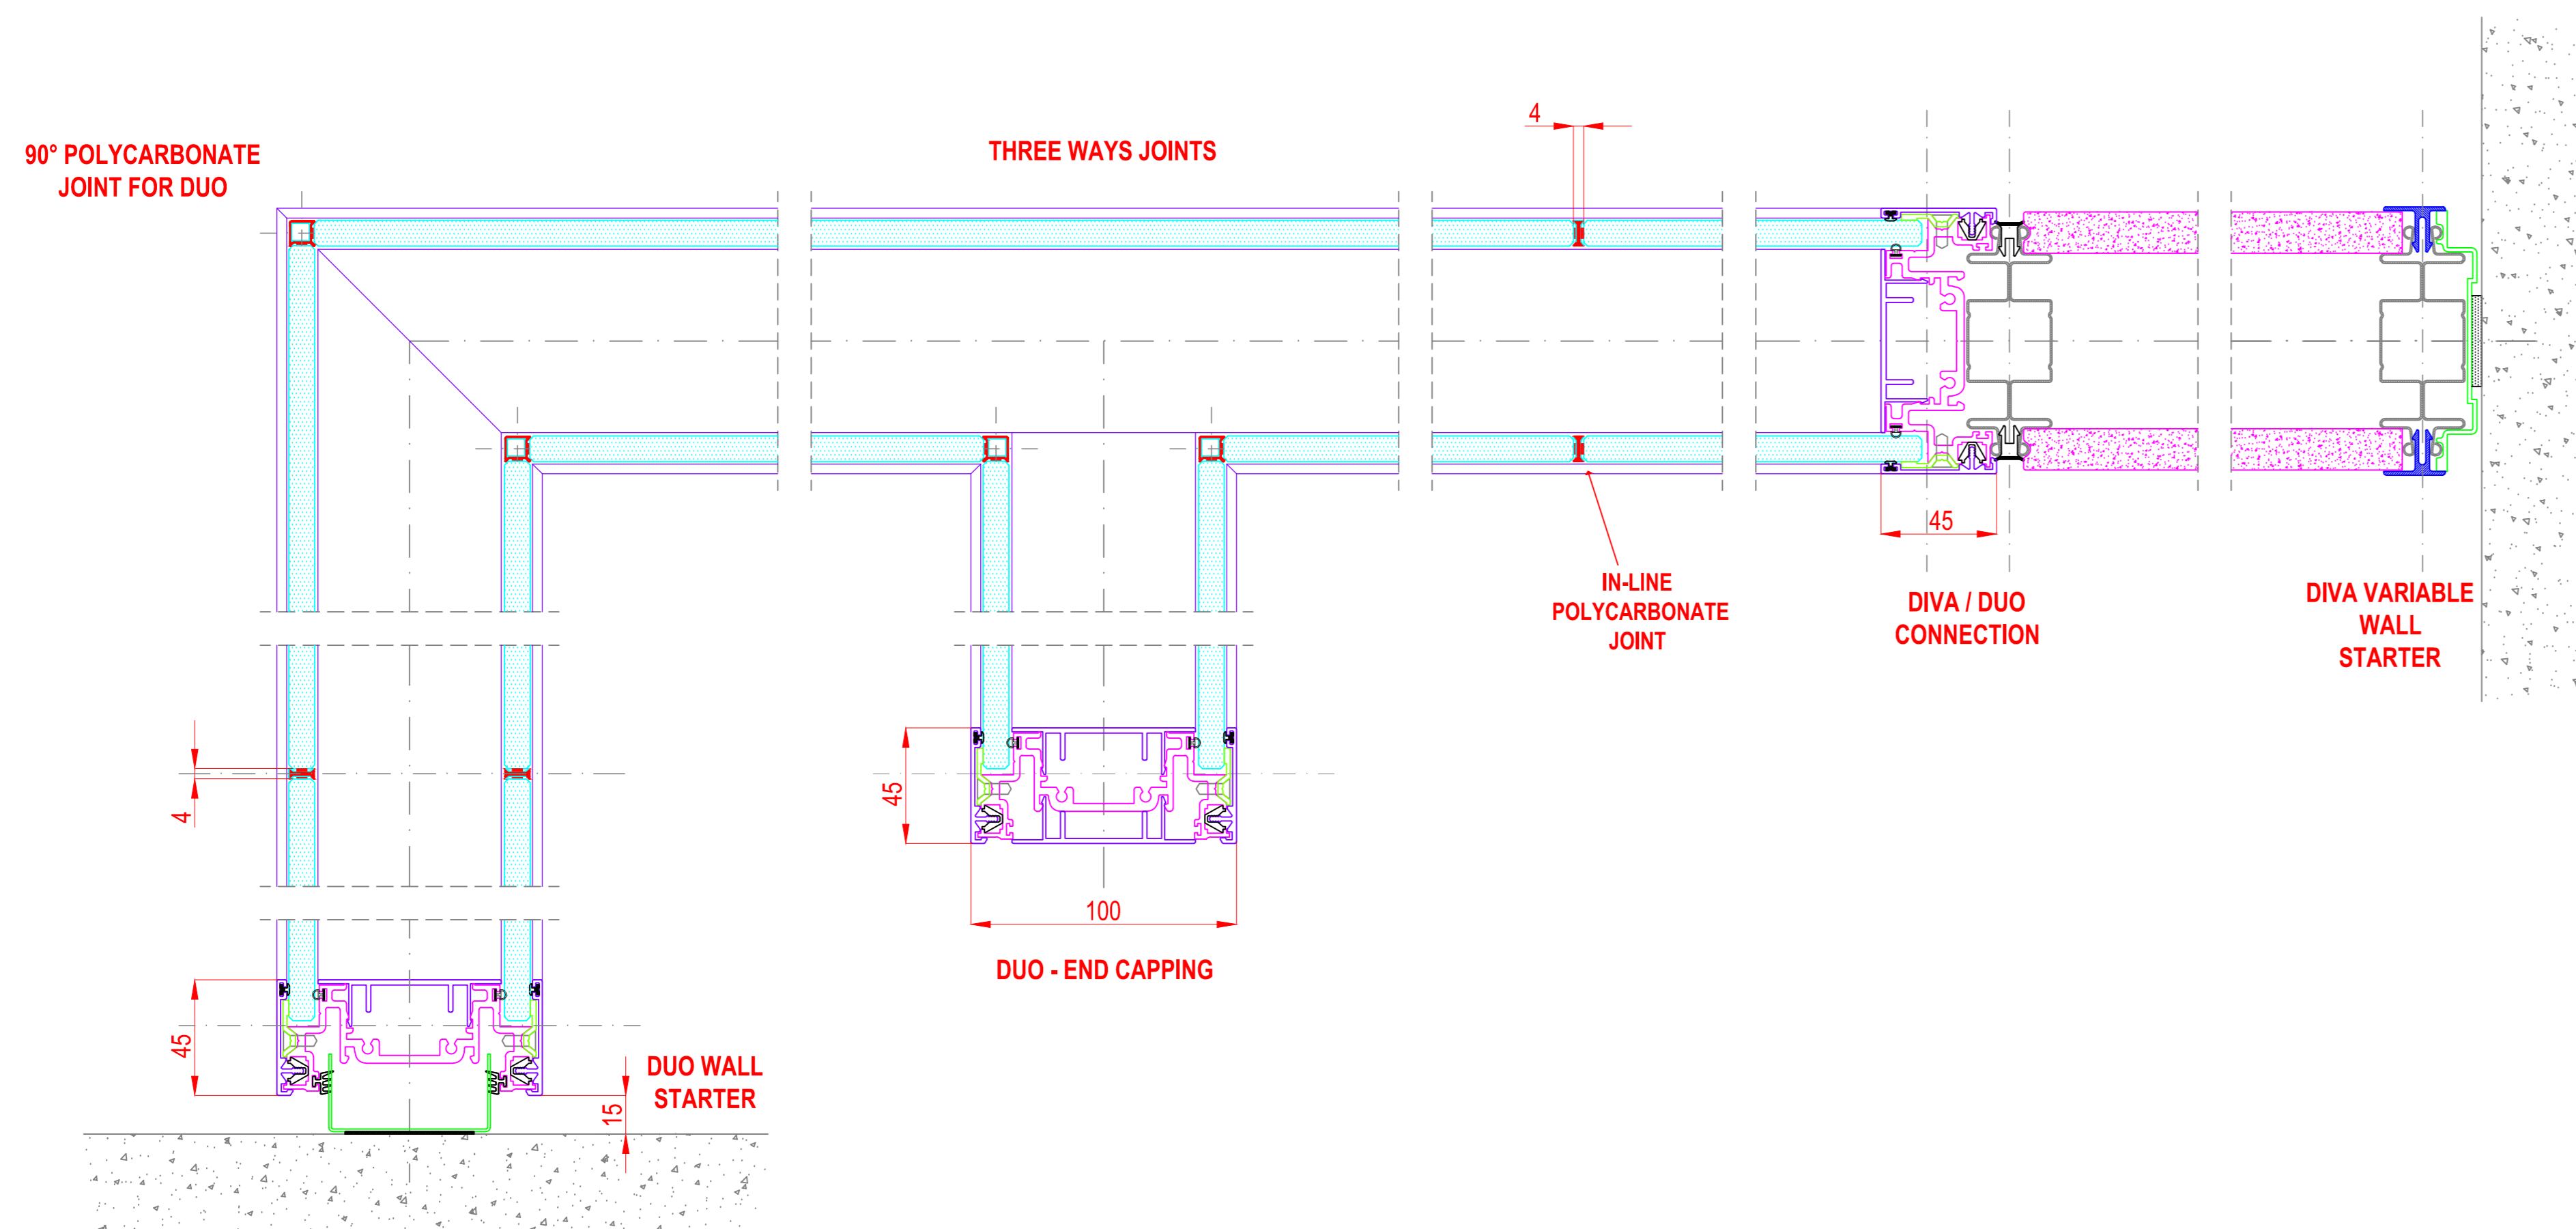 4
90° POLYCARBONATE
JOINT FOR DUO
THREE WAYS JOINTS
45
IN-LINE
POLYCARBONATE
JOINT
DIVA / DUO
CONNECTION
DIVA VARIABLE
WALL
STARTER
4
45
100
DUO - END CAPPING
45
DUO WALL
STARTER
15